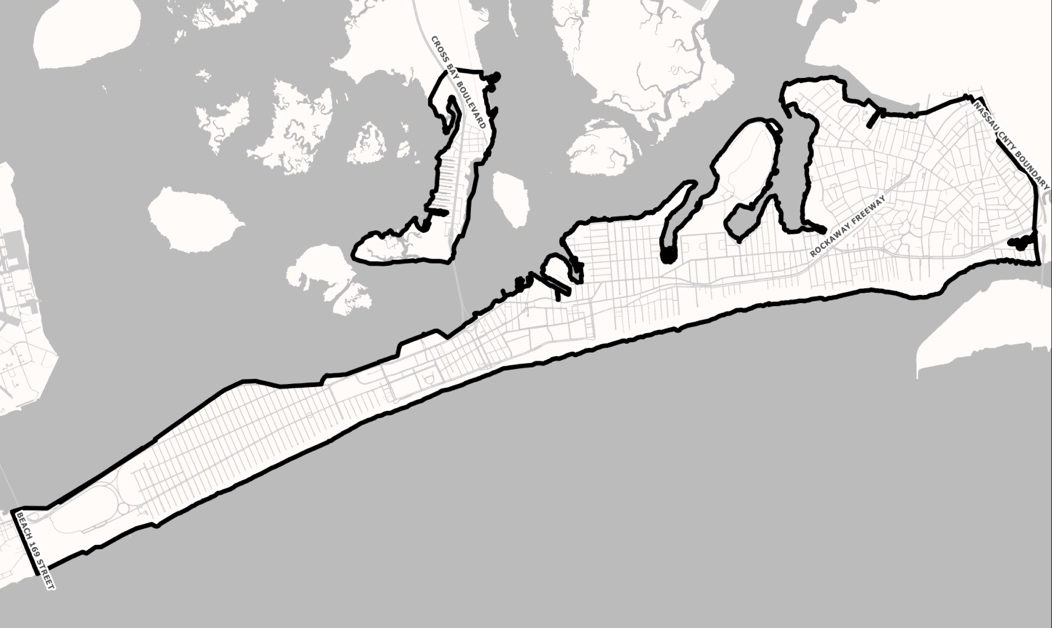 CROSS BAY BOULEVARD
NASSAU CNTY BOUNDARY
ROCKAWAY FREEWAY
BEACH 169 STREET